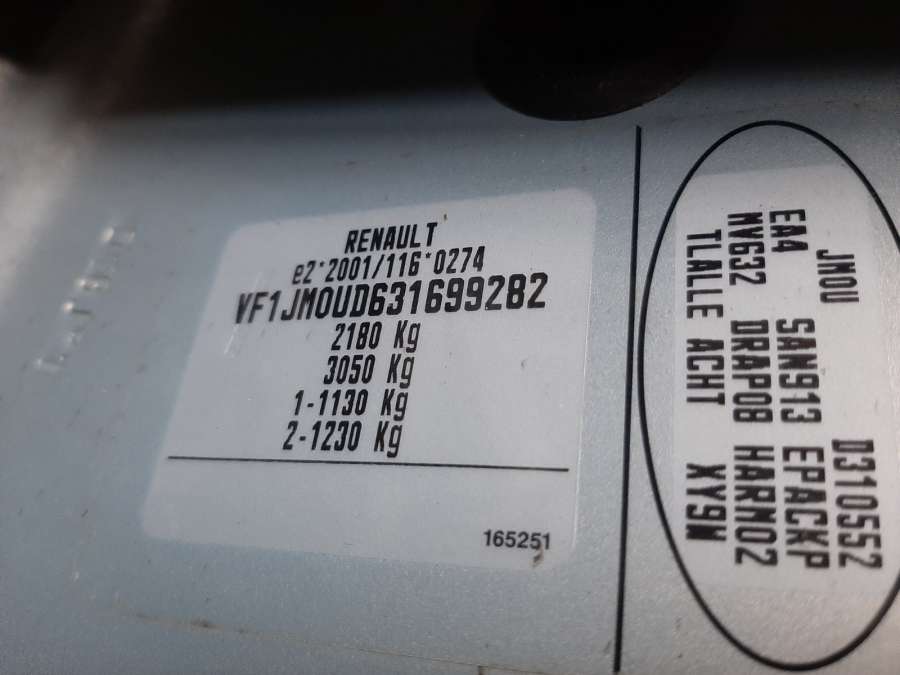 RENAULT
e2*2001/116*0274
VF1JM0UD631699282
2180 Kg
3050 Kg
1-1130 Kg
2-1230 Kg
165251
JM0U D310552
EA4 SAN913 EPACKP
MV632 DRAP08 HARM02
TLALLE ACHT XY9W